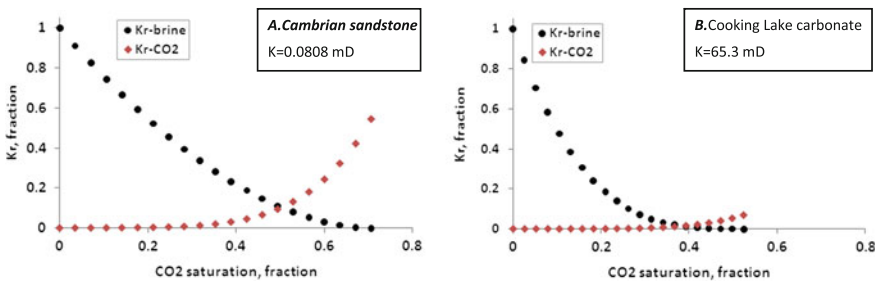 A.Cambrian sandstone
K=0.0808 mD
Kr-brine
Kr-CO2
Kr, fraction
1
0.8
0.6
0.4
0.2
0
0
0.2
0.4
0.6
0.8
CO2 saturation, fraction
B.Cooking Lake carbonate
K=65.3 mD
Kr-brine
Kr-CO2
Kr, fraction
1
0.8
0.6
0.4
0.2
0
0
0.2
0.4
0.6
0.8
CO2 saturation, fraction